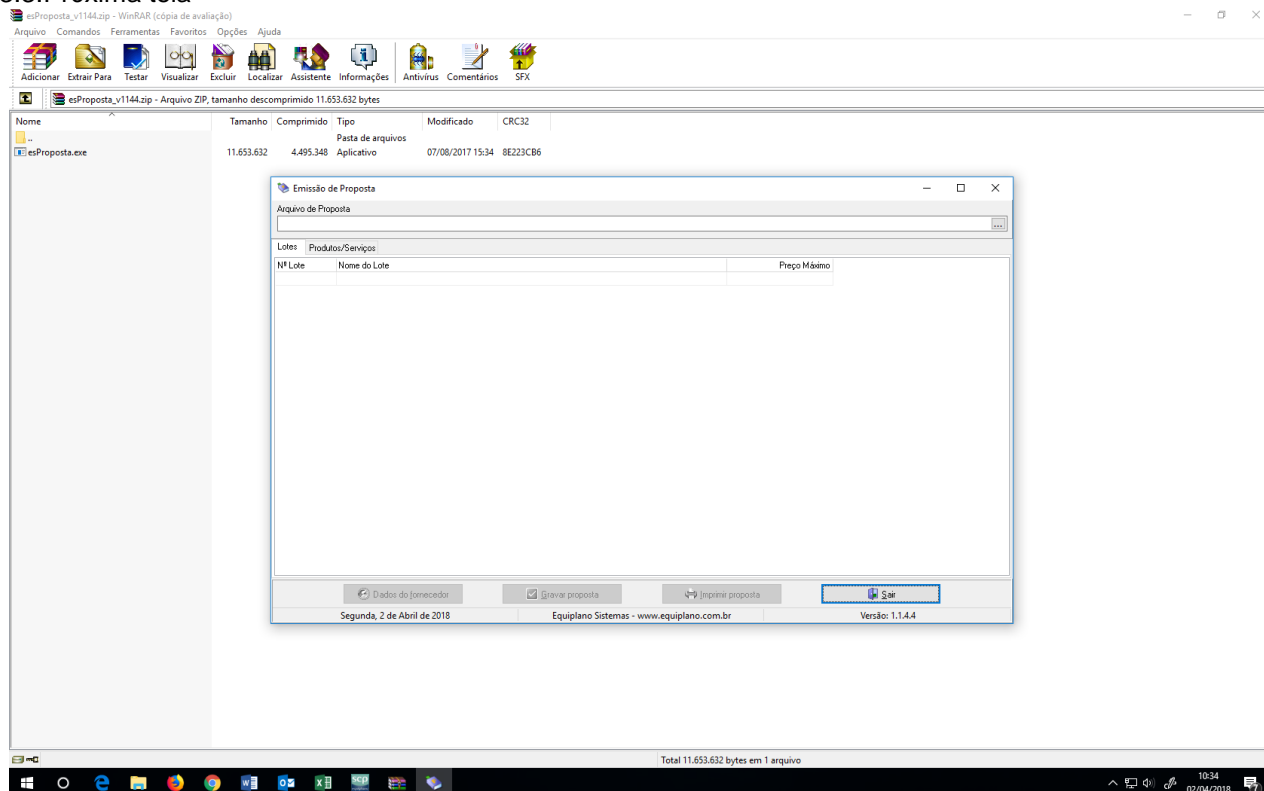 esProposta_v1144.zip - WinRAR (cópia de avaliação)
Arquivo Comandos Ferramentas Favoritos Opções Ajuda
Adicionar Extrair Para Testar Visualizar Excluir Localizar Assistente Informações Antivírus Comentários SFX
esProposta_v1144.zip - Arquivo ZIP, tamanho descomprimido 11.653.632 bytes
Nome Tamanho Comprimido Tipo Modificado CRC32
.. Pasta de arquivos
esProposta.exe 11.653.632 4.495.348 Aplicativo 07/08/2017 15:34 8E223CB6
Emissão de Proposta
Arquivo de Proposta
...
Lotes Produtos/Serviços
Nº Lote Nome do Lote Preço Máximo
Dados do fornecedor Gravar proposta Imprimir proposta Sair
Segunda, 2 de Abril de 2018 Equiplano Sistemas - www.equiplano.com.br Versão: 1.1.4.4
Total 11.653.632 bytes em 1 arquivo
10:34
02/04/2018